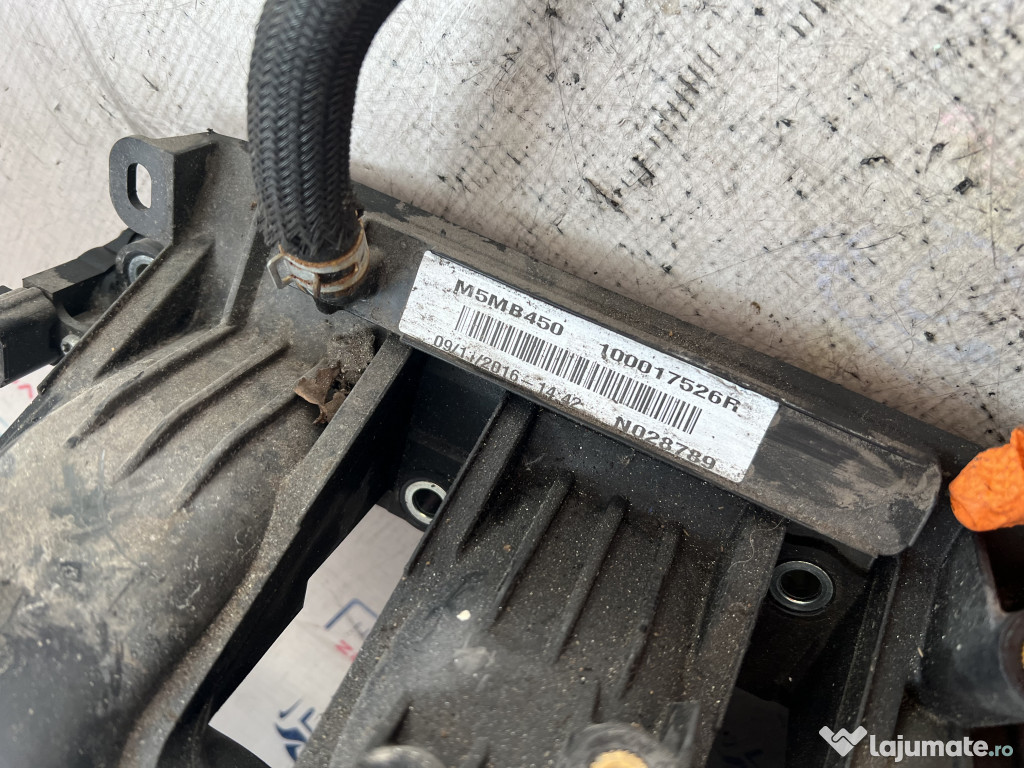 M5MB450
100017526R
09/11/2016 - 14:42
N028789
lajumate.ro